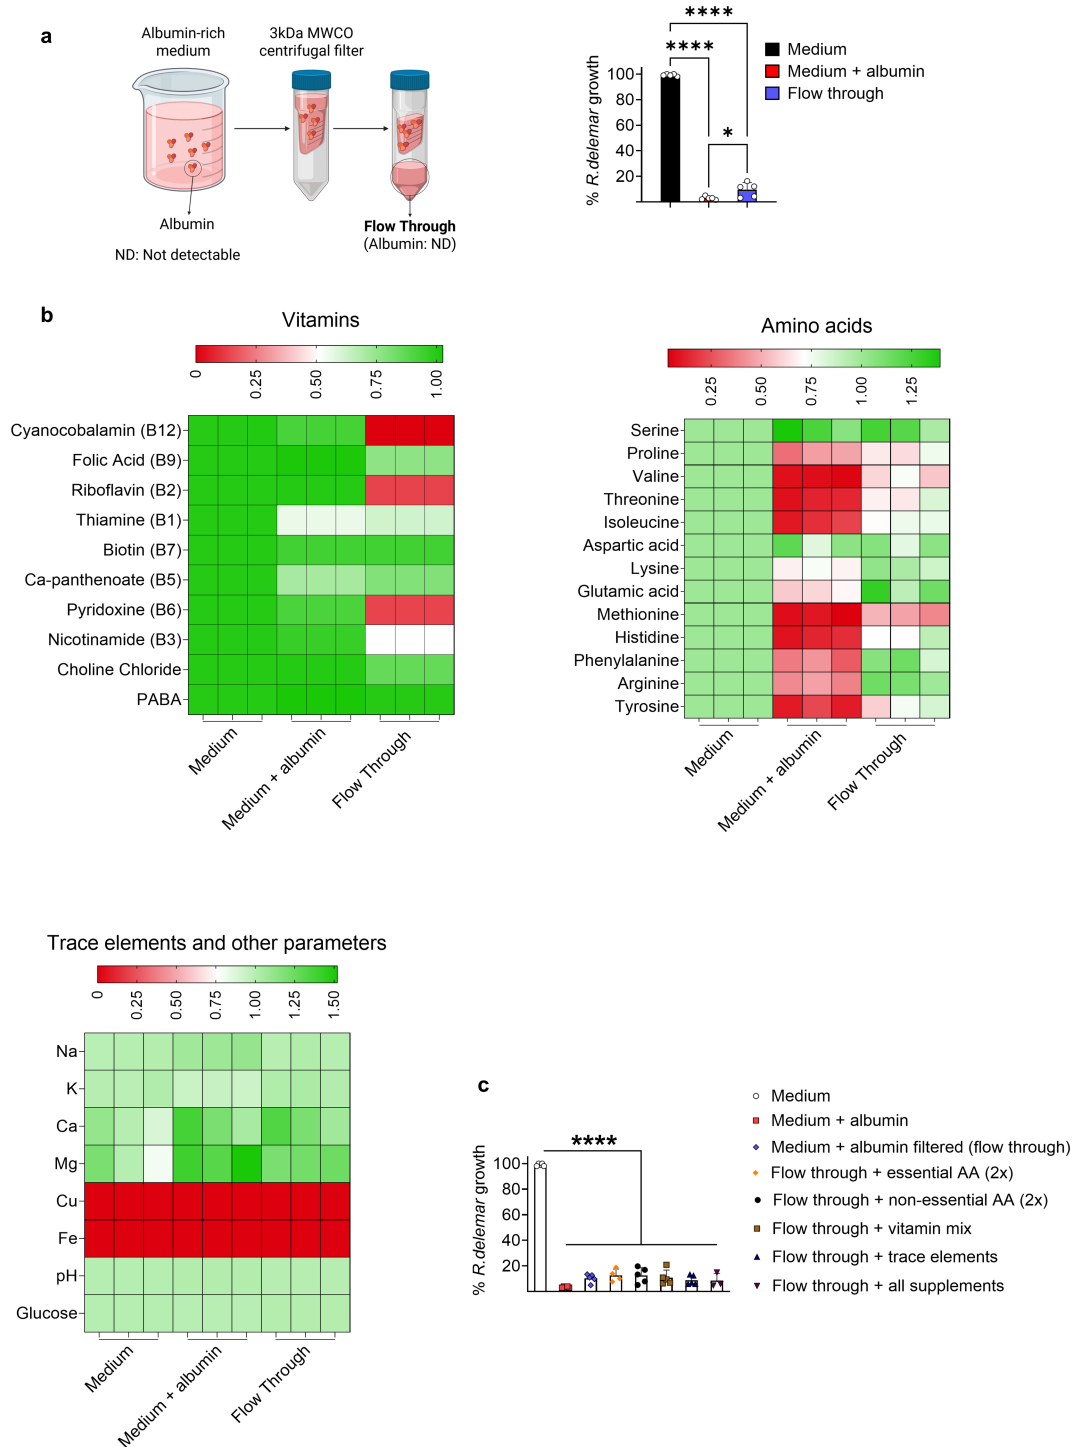 a
Albumin-rich
medium
3kDa MWCO
centrifugal filter
Albumin
ND: Not detectable
Flow Through
(Albumin: ND)
****
****
*
% R.delemar growth
100
80
60
40
20
Medium
Medium + albumin
Flow through
b
Vitamins
0 0.25 0.50 0.75 1.00
Cyanocobalamin (B12)
Folic Acid (B9)
Riboflavin (B2)
Thiamine (B1)
Biotin (B7)
Ca-panthenoate (B5)
Pyridoxine (B6)
Nicotinamide (B3)
Choline Chloride
PABA
Medium
Medium + albumin
Flow Through
Amino acids
0.25 0.50 0.75 1.00 1.25
Serine
Proline
Valine
Threonine
Isoleucine
Aspartic acid
Lysine
Glutamic acid
Methionine
Histidine
Phenylalanine
Arginine
Tyrosine
Medium
Medium + albumin
Flow Through
Trace elements and other parameters
0 0.25 0.50 0.75 1.00 1.25 1.50
Na
K
Ca
Mg
Cu
Fe
pH
Glucose
Medium
Medium + albumin
Flow Through
c
****
% R.delemar growth
100
80
60
40
20
Medium
Medium + albumin
Medium + albumin filtered (flow through)
Flow through + essential AA (2x)
Flow through + non-essential AA (2x)
Flow through + vitamin mix
Flow through + trace elements
Flow through + all supplements